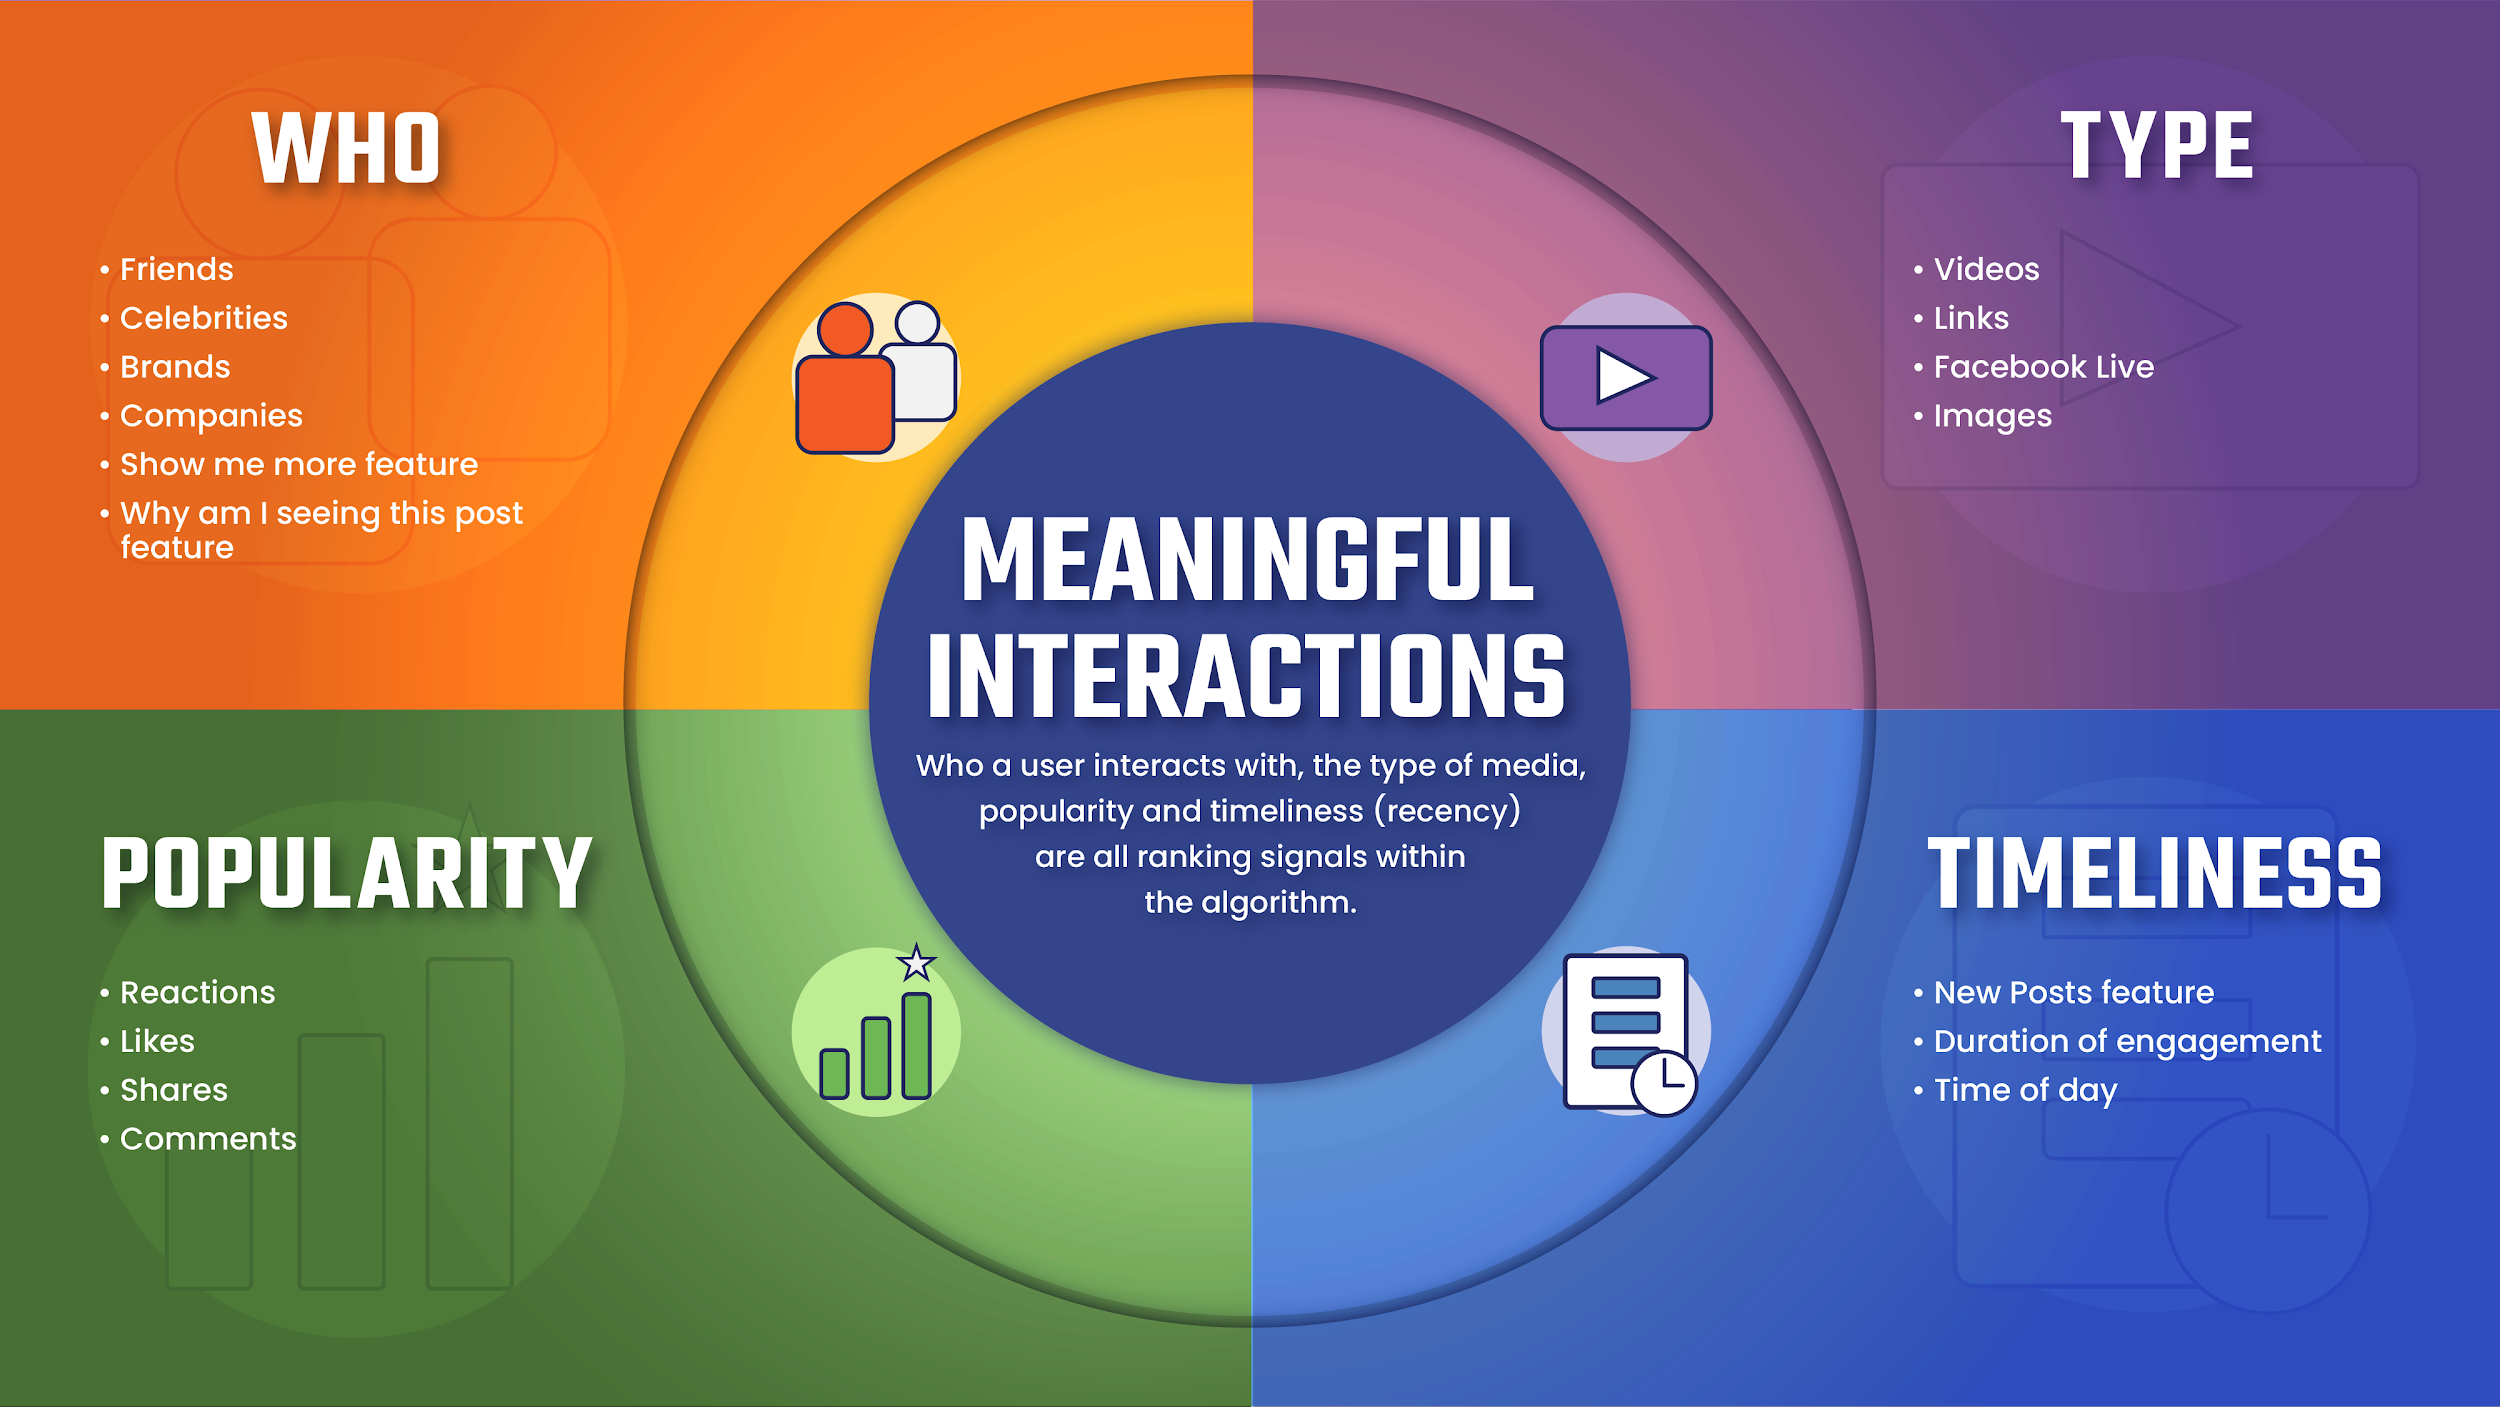 WHO
• Friends
• Celebrities
• Brands
• Companies
• Show me more feature
• Why am I seeing this post
feature
TYPE
• Videos
• Links
• Facebook Live
• Images
MEANINGFUL
INTERACTIONS
Who a user interacts with, the type of media,
popularity and timeliness (recency)
are all ranking signals within
the algorithm.
POPULARITY
• Reactions
• Likes
• Shares
• Comments
TIMELINESS
• New Posts feature
• Duration of engagement
• Time of day